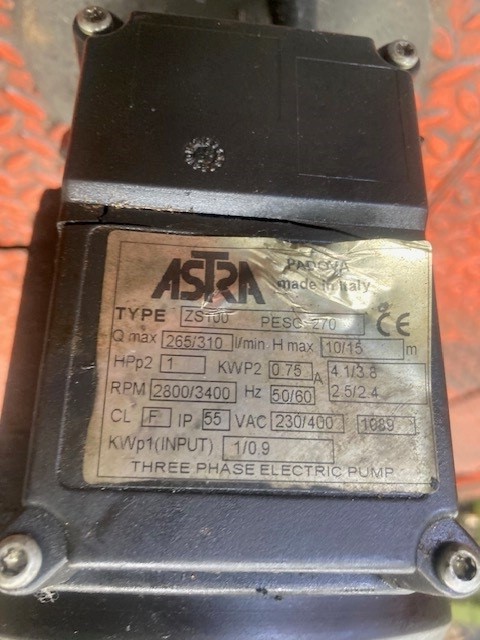 ASTRA PADOVA
made in Italy
TYPE ZS100 PESC 270 CE
Q max 265/310 l/min H max 10/15 m
HPp2 1 KWP2 0.75 A 4.1/3.8
RPM 2800/3400 Hz 50/60 2.5/2.4
CL F IP 55 VAC 230/400 1089
KWp1(INPUT) 1/0.9
THREE PHASE ELECTRIC PUMP